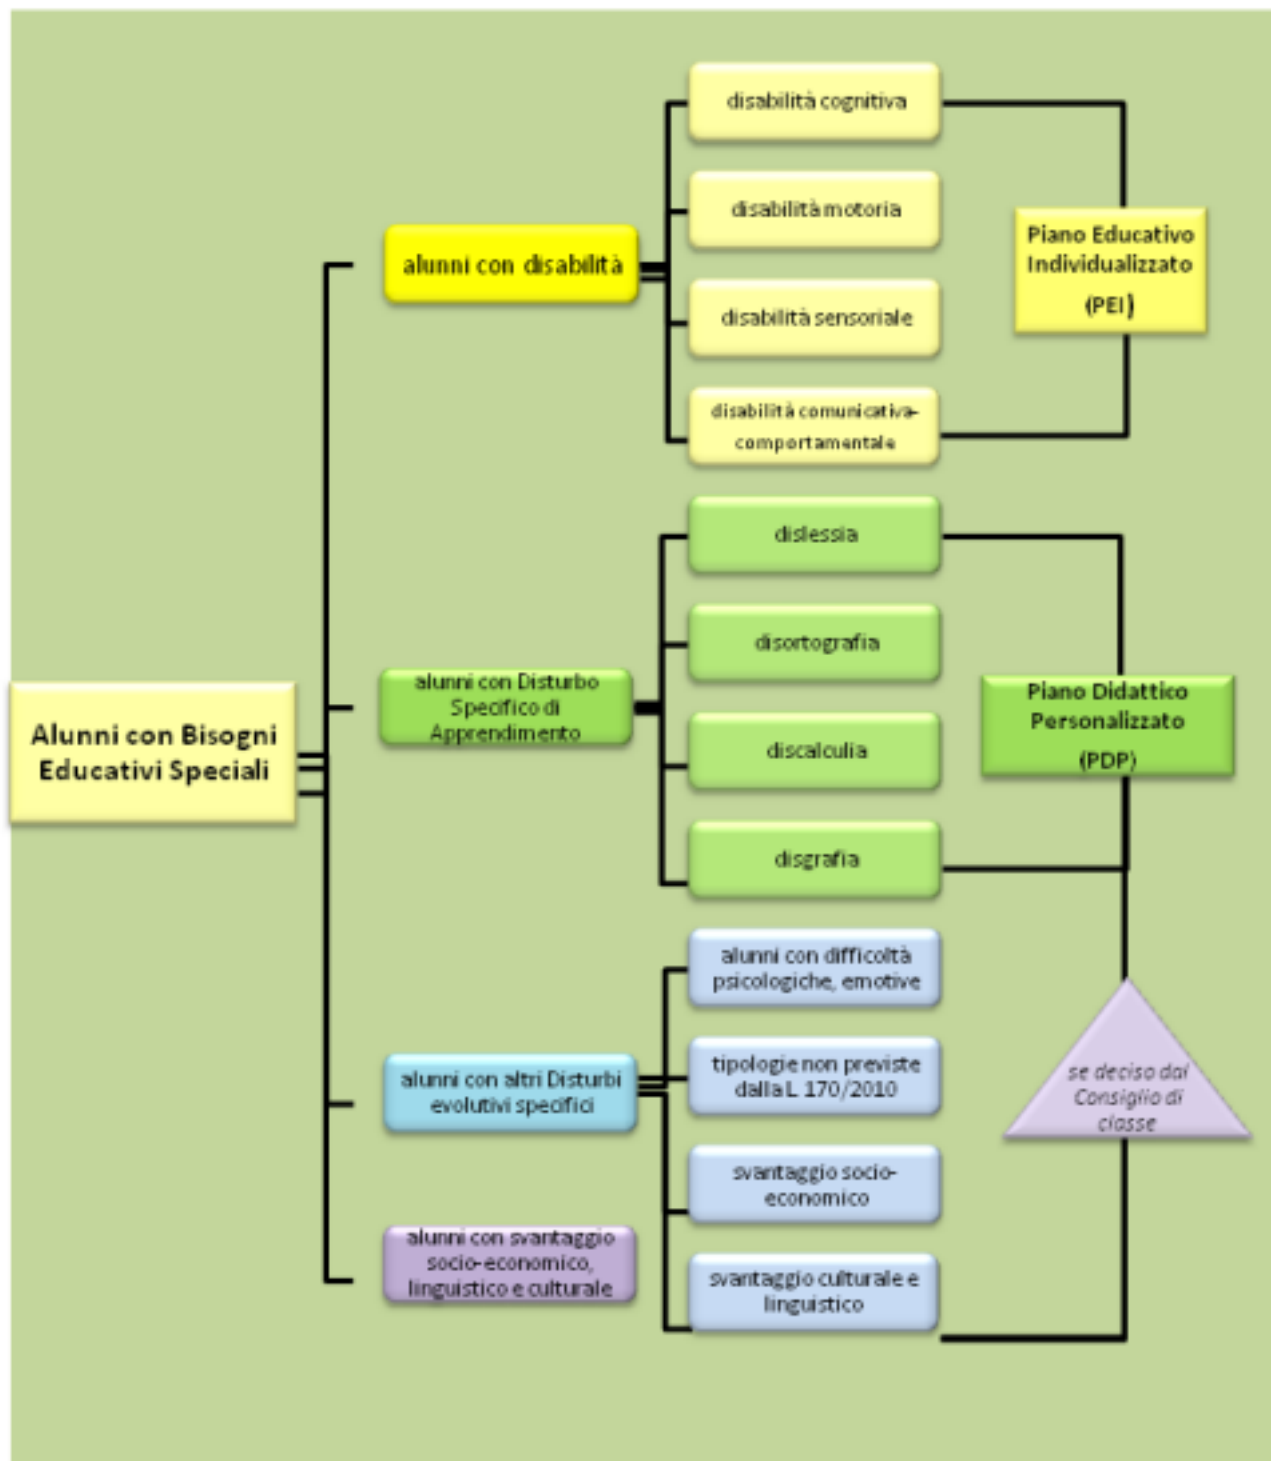 Alunni con Bisogni
Educativi Speciali
alunni con disabilità
disabilità cognitiva
disabilità motoria
disabilità sensoriale
disabilità comunicativa-
comportamentale
Piano Educativo
Individualizzato
(PEI)
alunni con Disturbo
Specifico di
Apprendimento
dislessia
disortografia
discalculia
disgrafia
Piano Didattico
Personalizzato
(PDP)
alunni con altri Disturbi
evolutivi specifici
alunni con difficoltà
psicologiche, emotive
tipologie non previste
dalla L 170/2010
svantaggio socio-
economico
svantaggio culturale e
linguistico
se deciso dal
Consiglio di
classe
alunni con svantaggio
socio-economico,
linguistico e culturale